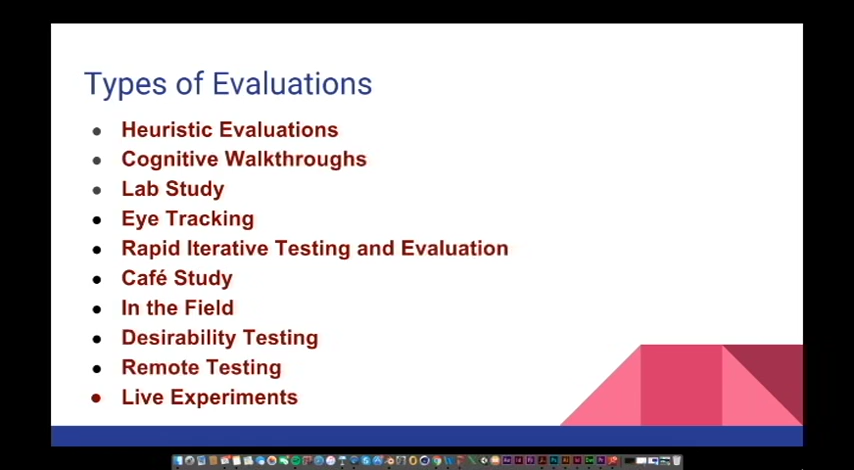 Types of Evaluations
Heuristic Evaluations
Cognitive Walkthroughs
Lab Study
Eye Tracking
Rapid Iterative Testing and Evaluation
Café Study
In the Field
Desirability Testing
Remote Testing
Live Experiments